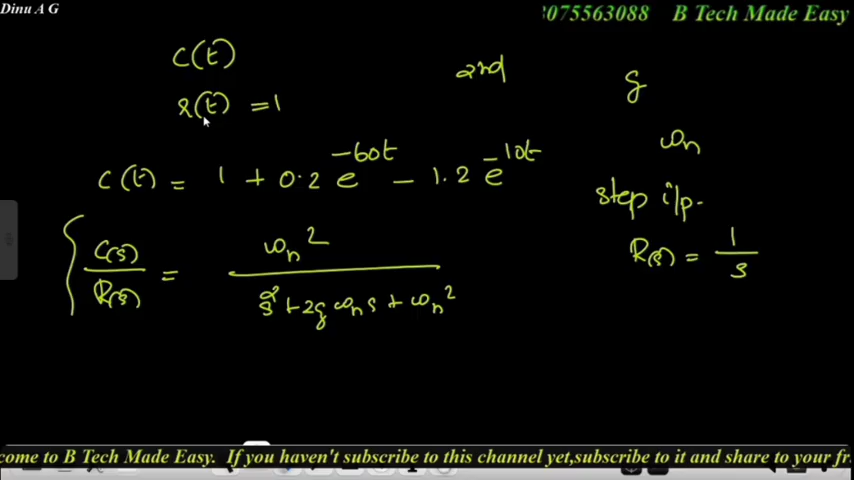 Dinu A G
8075563088 B Tech Made Easy
c(t)
r(t) = 1
2nd
ζ
ωn
c(t) = 1 + 0.2 e^-60t - 1.2 e^-10t
step i/p.
R(s) = 1/s
C(s)/R(s) = ωn^2 / s^2 + 2ζωns + ωn^2
come to B Tech Made Easy. If you haven't subscribe to this channel yet,subscribe to it and share to your fr